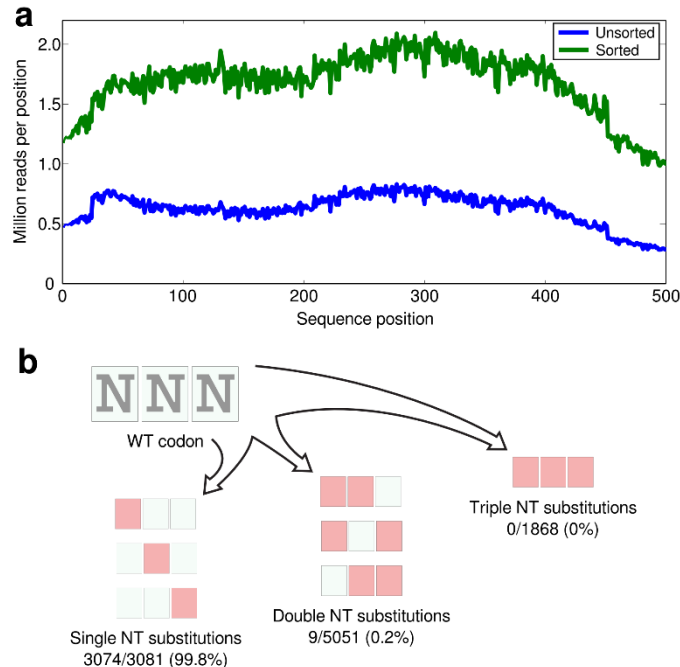 a
Unsorted
Sorted
2.0
1.5
1.0
0.5
0
Million reads per position
0 100 200 300 400 500
Sequence position
b
N N N
WT codon
Triple NT substitutions
0/1868 (0%)
Double NT substitutions
9/5051 (0.2%)
Single NT substitutions
3074/3081 (99.8%)